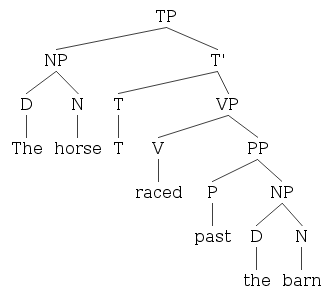 TP
NP T'
D N T VP
The horse T V PP
raced P NP
past D N
the barn